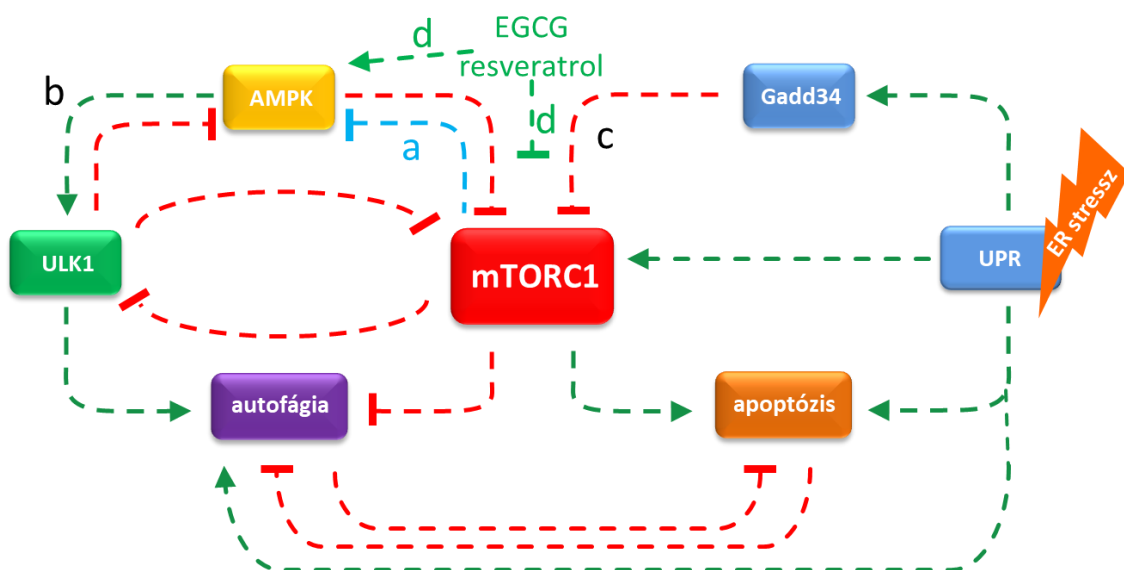 EGCG
d
resveratrol
b
AMPK
Gadd34
d
a
c
ER stressz
ULK1
mTORC1
UPR
autofágia
apoptózis